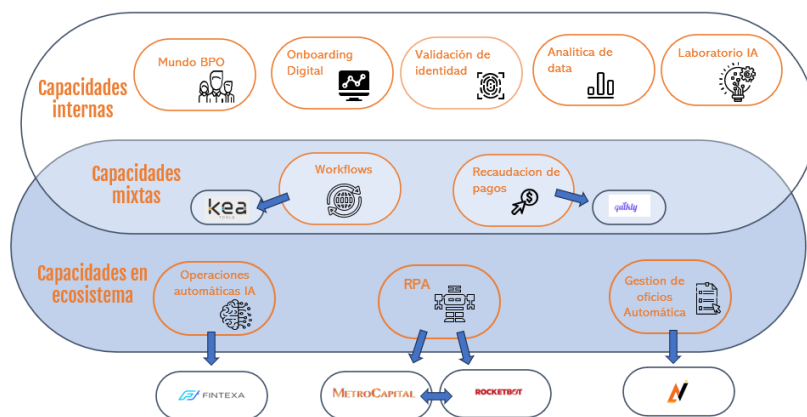 Mundo BPO
Onboarding
Digital
Validación de
identidad
Analitica de
data
Laboratorio IA
Capacidades
internas
Capacidades
mixtas
Workflows
Recaudacion de
pagos
kea
quikly
Capacidades en
ecosistema
Operaciones
automáticas IA
RPA
Gestion de
oficios
Automática
FINTEXA
METROCAPITAL
ROCKETBOT